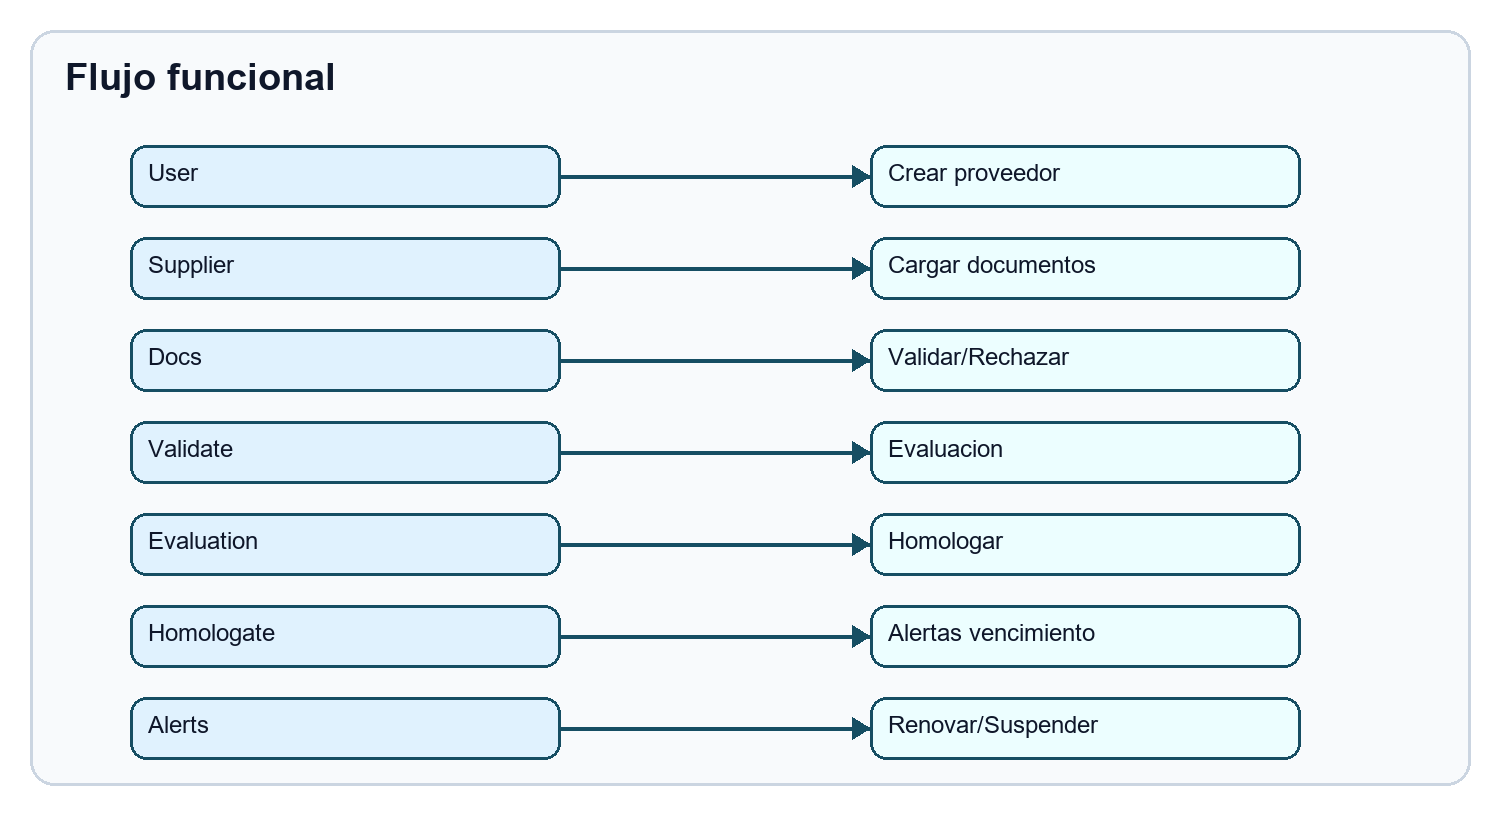 Flujo funcional
User
Crear proveedor
Supplier
Cargar documentos
Docs
Validar/Rechazar
Validate
Evaluacion
Evaluation
Homologar
Homologate
Alertas vencimiento
Alerts
Renovar/Suspender